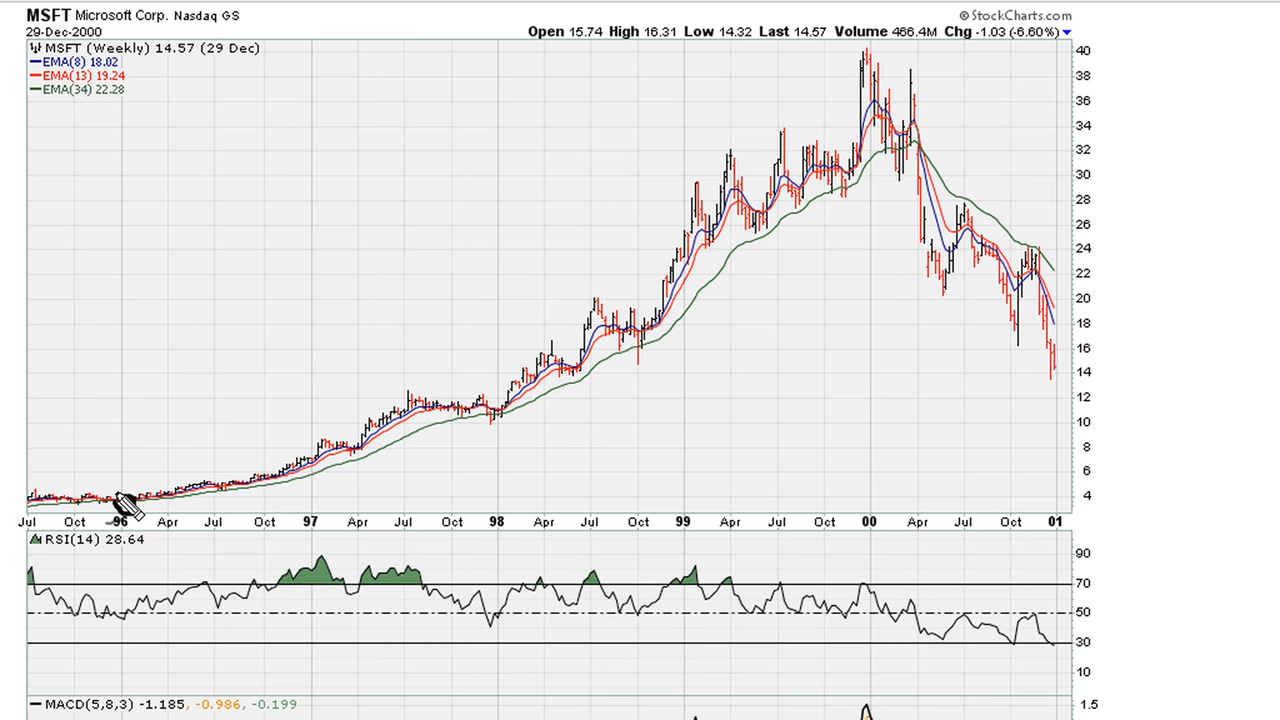 MSFT Microsoft Corp. Nasdaq GS
© StockCharts.com
29-Dec-2000
Open 15.74 High 16.31 Low 14.32 Last 14.57 Volume 466.4M Chg -1.03 (-6.60%)
MSFT (Weekly) 14.57 (29 Dec)
EMA(8) 18.02
EMA(13) 19.24
EMA(34) 22.28
40
38
36
34
32
30
28
26
24
22
20
18
16
14
12
10
8
6
4
Jul Oct 96 Apr Jul Oct 97 Apr Jul Oct 98 Apr Jul Oct 99 Apr Jul Oct 00 Apr Jul Oct 01
RSI(14) 28.64
90
70
50
30
10
MACD(5,8,3) -1.185, -0.986, -0.199
1.5